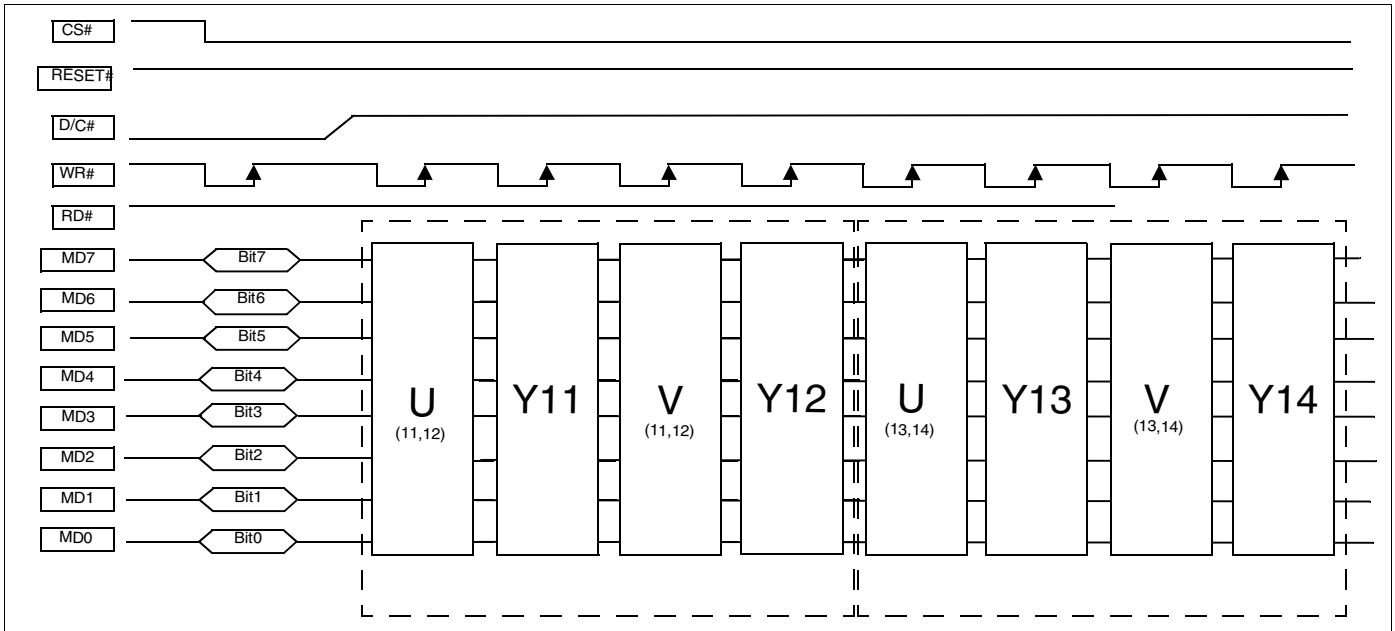 CS#
RESET#
D/C#
WR#
RD#
MD7 Bit7
MD6 Bit6
MD5 Bit5
MD4 Bit4
MD3 Bit3
MD2 Bit2
MD1 Bit1
MD0 Bit0
U Y11 V Y12 U Y13 V Y14
(11,12) (11,12) (13,14) (13,14)